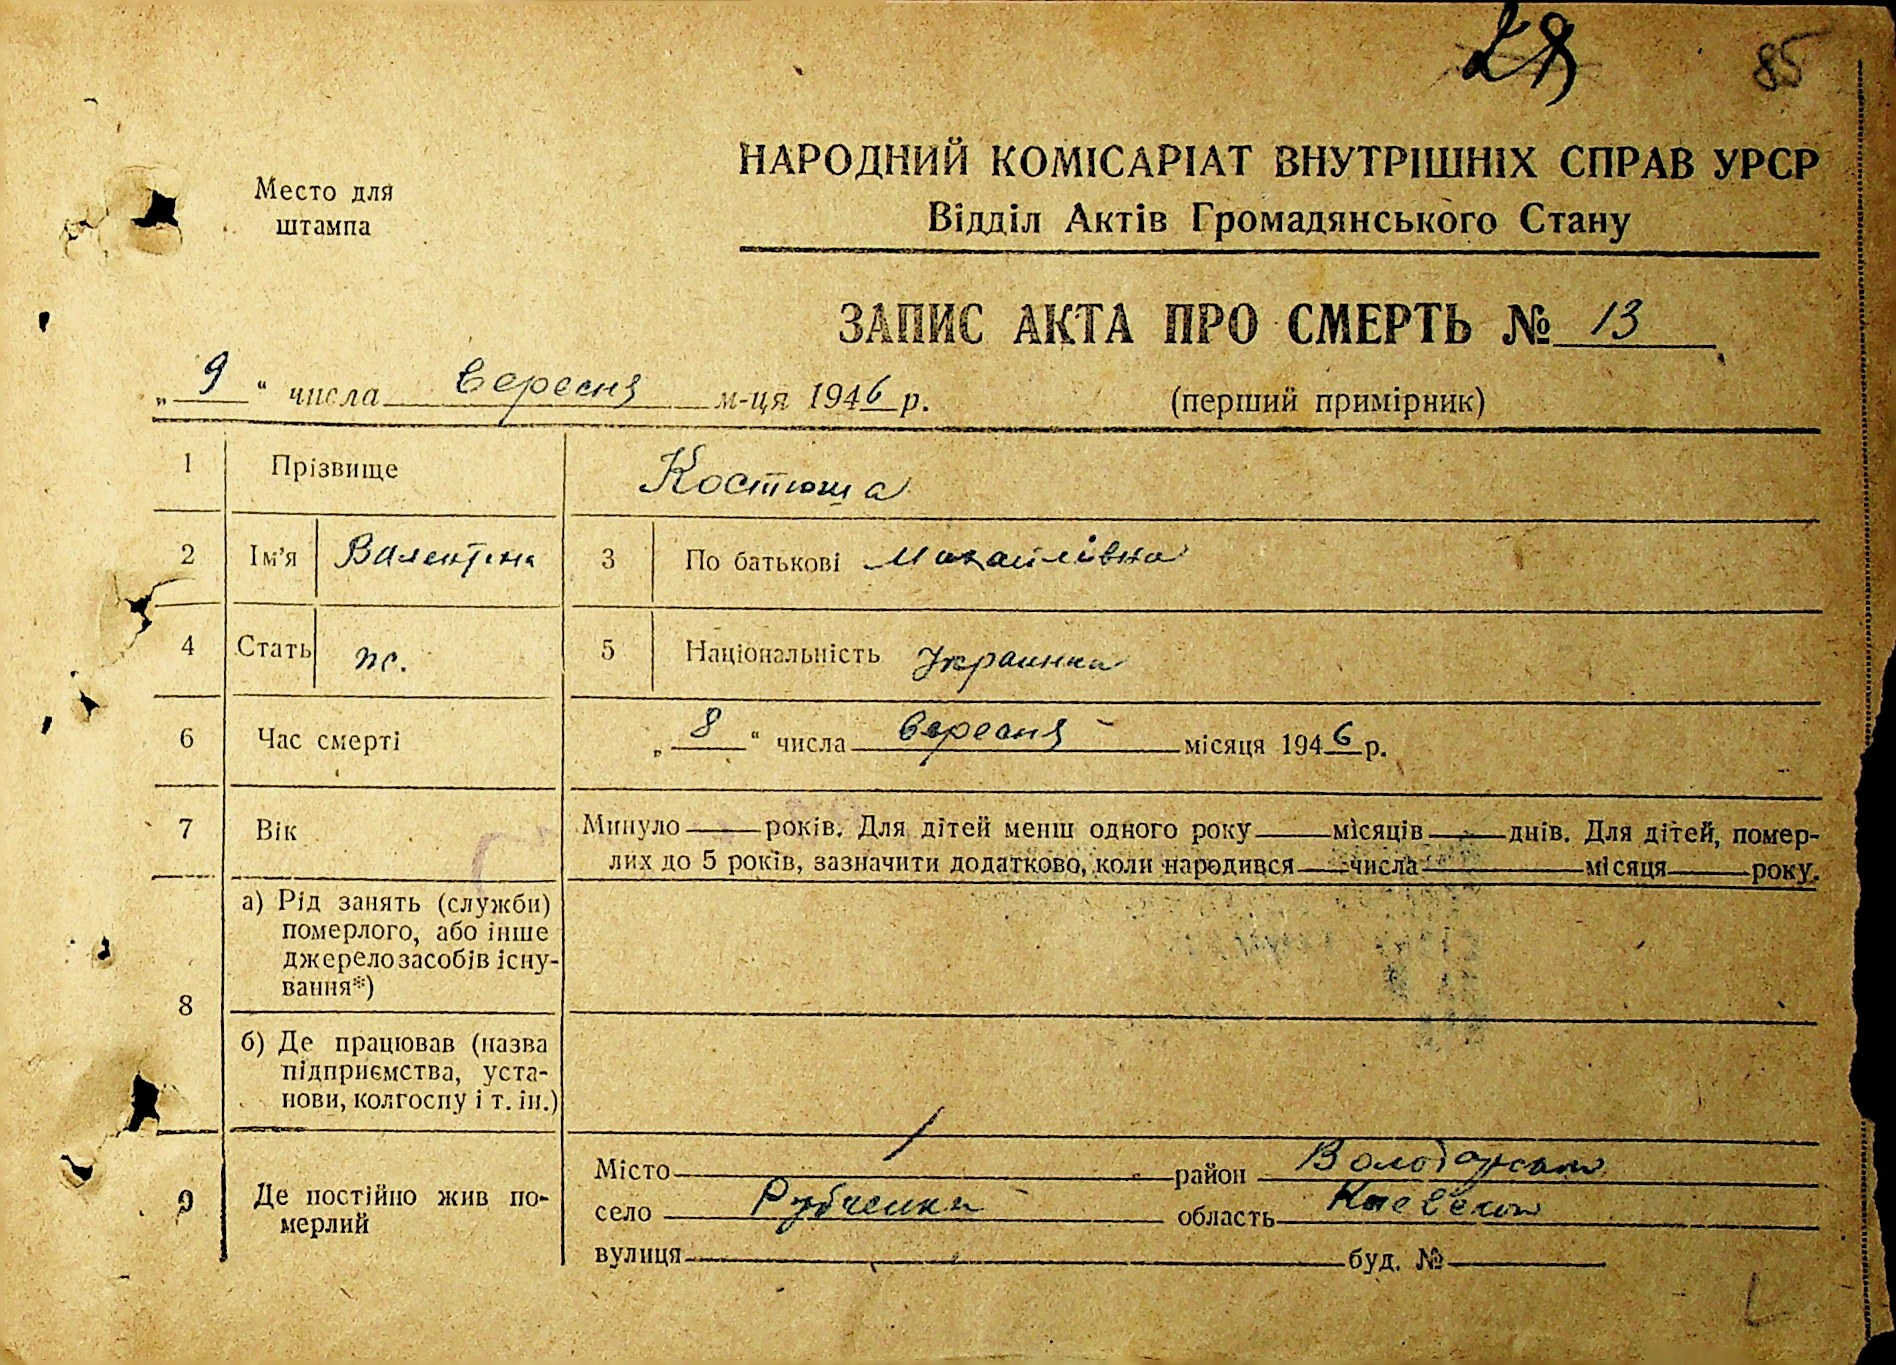 85
НАРОДНИЙ КОМІСАРІАТ ВНУТРІШНІХ СПРАВ УРСР
Место для
штампа
Відділ Актів Громадянського Стану
ЗАПИС АКТА ПРО СМЕРТЬ № 13
„ 9 “ числа вересня м-ця 1946 р.
(перший примірник)
1 Прізвище Костюша
2 Ім'я Валентина 3 По батькові Михайлівна
4 Стать ж. 5 Національність Украинка
6 Час смерті „ 8 “ числа вересня місяця 1946 р.
7 Вік Минуло років. Для дітей менш одного року місяців днів. Для дітей, помер-
лих до 5 років, зазначити додатково, коли народився числа місяця року.
8 а) Рід занять (служби)
померлого, або інше
джерело засобів існу-
вання*)
б) Де працював (назва
підприємства, уста-
нови, колгоспу і т. ін.)
9 Де постійно жив по-
мерлий
Місто район
село Рубченки область
вулиця буд. №